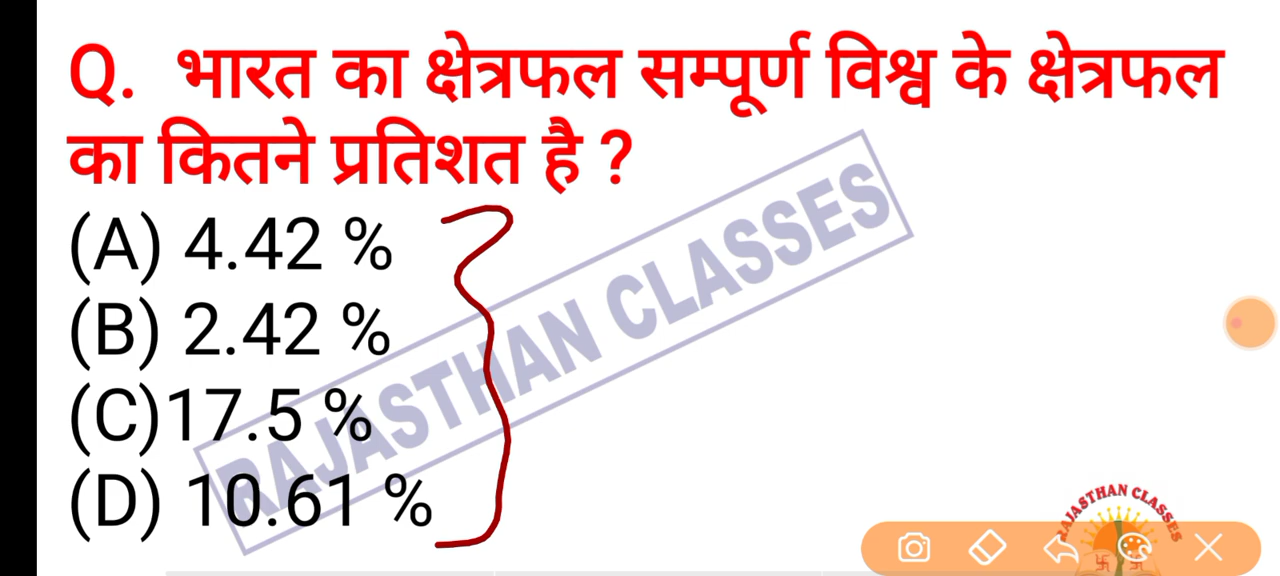 Q. भारत का क्षेत्रफल सम्पूर्ण विश्व के क्षेत्रफल
का कितने प्रतिशत है ?
(A) 4.42 %
(B) 2.42 %
(C)17.5 %
(D) 10.61 %
RAJASTHAN CLASSES
RAJASTHAN CLASSES